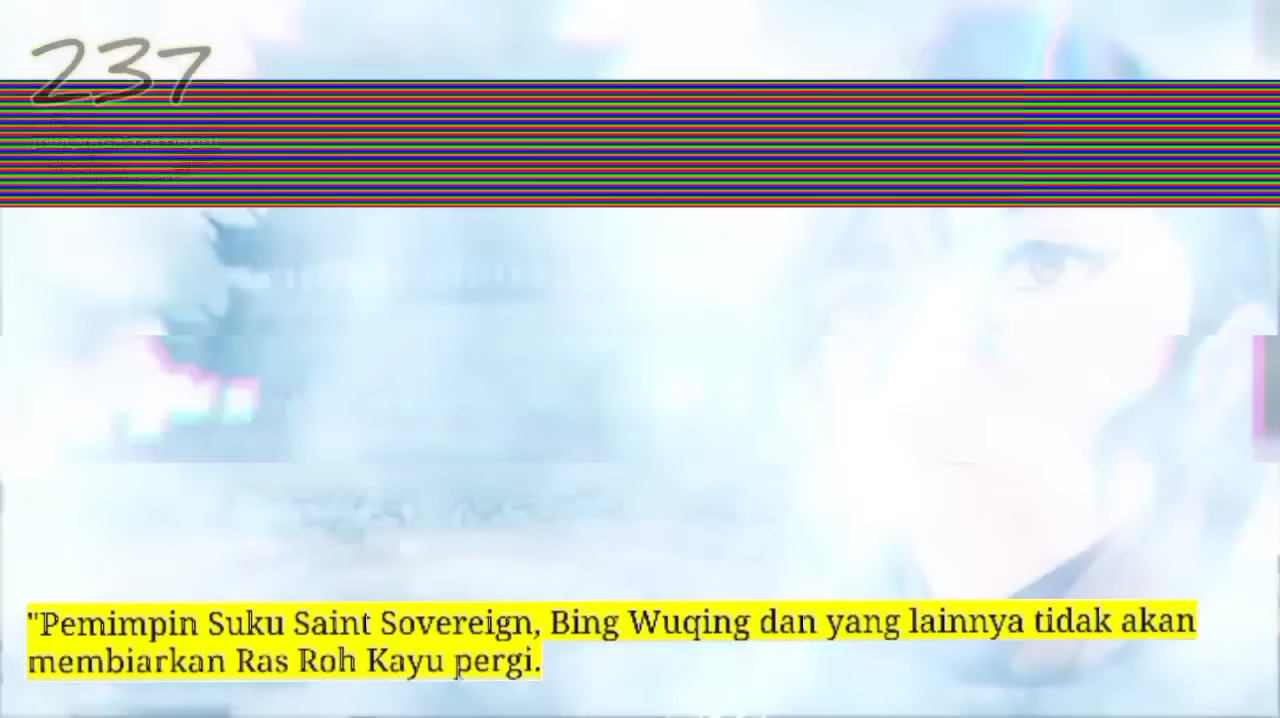 237
"Pemimpin Suku Saint Sovereign, Bing Wuqing dan yang lainnya tidak akan
membiarkan Ras Roh Kayu pergi.